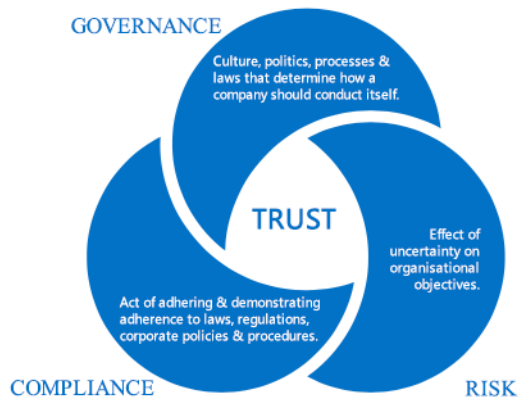 GOVERNANCE
Culture, politics, processes &
laws that determine how a
company should conduct itself.
TRUST
Effect of
uncertainty on
organisational
objectives.
Act of adhering & demonstrating
adherence to laws, regulations,
corporate policies & procedures.
COMPLIANCE
RISK